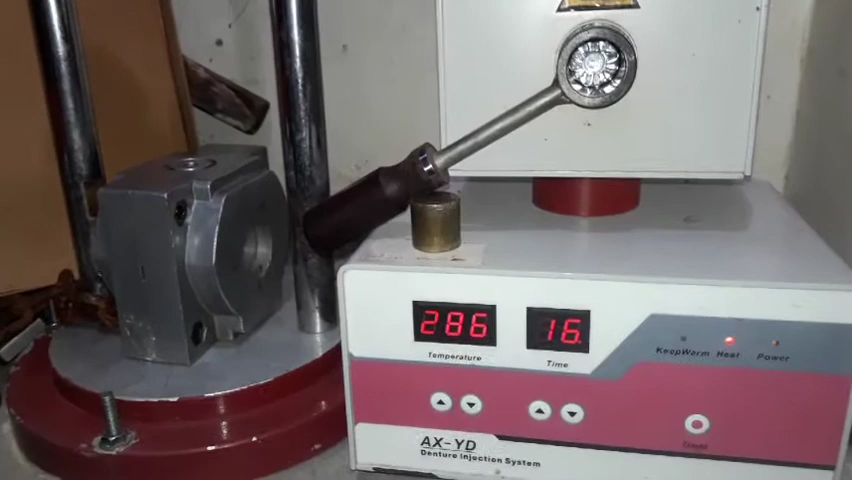 286 16.
Temperature Time
KeepWarm Heat Power
AX-YD
Denture Injection System